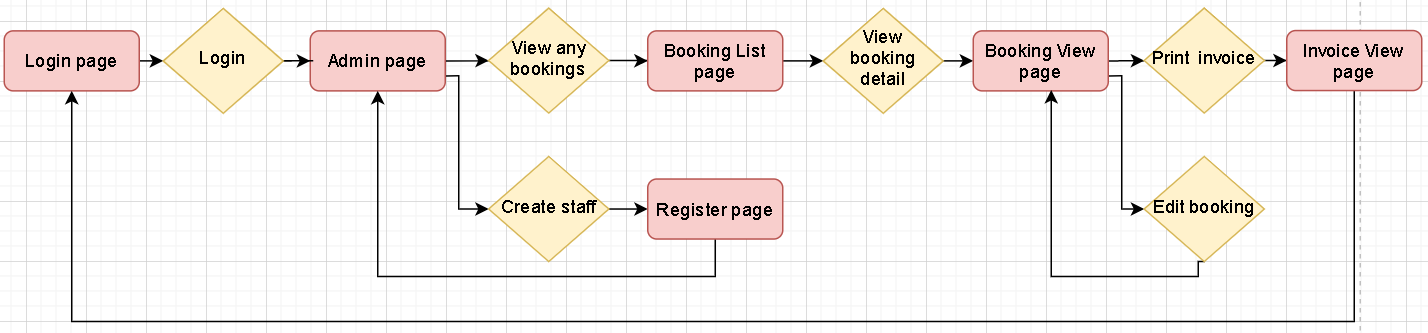 Login page
Login
Admin page
View any
bookings
Booking List
page
View
booking
detail
Booking View
page
Print invoice
Invoice View
page
Create staff
Register page
Edit booking